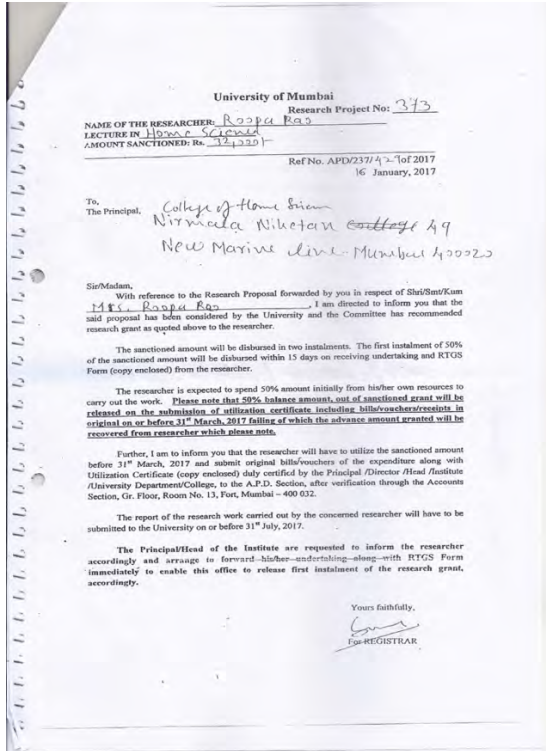 University of Mumbai
Research Project No: 373
NAME OF THE RESEARCHER: Roopa Rao
LECTURE IN Home Science
AMOUNT SANCTIONED: Rs. 32,000/-
Ref No. APD/237/ of 2017
16 January, 2017
To,
The Principal, College of Home
Nirmala Niketan College 49
New Marine line Mumbai 400020
Sir/Madam,
With reference to the Research Proposal forwarded by you in respect of Shri/Smt/Kum
Mrs. Roopa Rao, I am directed to inform you that the
said proposal has been considered by the University and the Committee has recommended
research grant as quoted above to the researcher.
The sanctioned amount will be disbursed in two instalments. The first instalment of 50%
of the sanctioned amount will be disbursed within 15 days on receiving undertaking and RTGS
Form (copy enclosed) from the researcher.
The researcher is expected to spend 50% amount initially from his/her own resources to
carry out the work. Please note that 50% balance amount, out of sanctioned grant will be
released on the submission of utilization certificate including bills/vouchers/receipts in
original on or before 31st March, 2017 failing of which the advance amount granted will be
recovered from researcher which please note.
Further, I am to inform you that the researcher will have to utilize the sanctioned amount
before 31st March, 2017 and submit original bills/vouchers of the expenditure along with
Utilization Certificate (copy enclosed) duly certified by the Principal /Director /Head /Institute
/University Department/College, to the A.P.D. Section, after verification through the Accounts
Section, Gr. Floor, Room No. 13, Fort, Mumbai – 400 032.
The report of the research work carried out by the concerned researcher will have to be
submitted to the University on or before 31st July, 2017.
The Principal/Head of the Institute are requested to inform the researcher
accordingly and arrange to forward his/her undertaking along with RTGS Form
immediately to enable this office to release first instalment of the research grant,
accordingly.
Yours faithfully,
For REGISTRAR